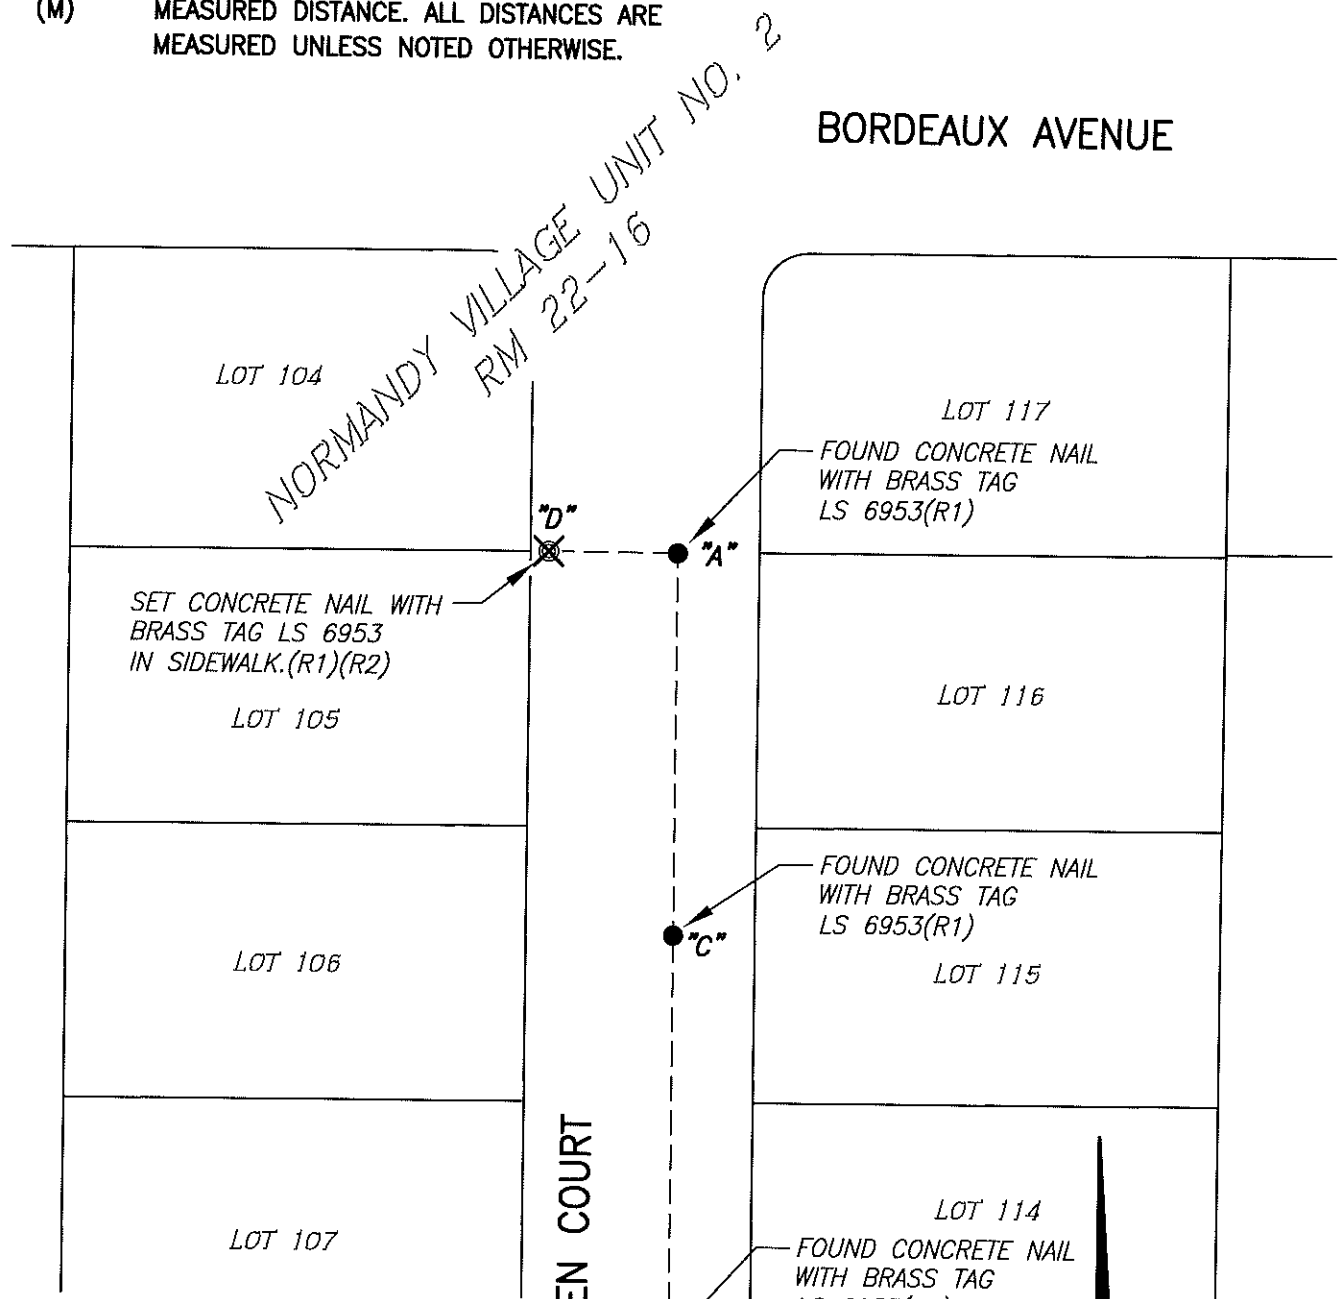 (M) MEASURED DISTANCE. ALL DISTANCES ARE
MEASURED UNLESS NOTED OTHERWISE.
NORMANDY VILLAGE UNIT NO. 2
RM 22-16
BORDEAUX AVENUE
LOT 104
LOT 117
FOUND CONCRETE NAIL
WITH BRASS TAG
LS 6953(R1)
"D"
"A"
SET CONCRETE NAIL WITH
BRASS TAG LS 6953
IN SIDEWALK.(R1)(R2)
LOT 105
LOT 116
FOUND CONCRETE NAIL
WITH BRASS TAG
LS 6953(R1)
"C"
LOT 106
LOT 115
EN COURT
LOT 107
LOT 114
FOUND CONCRETE NAIL
WITH BRASS TAG